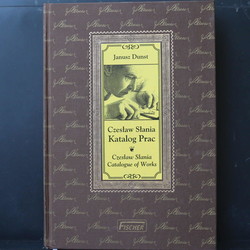 Janusz Dunst
Czesław Słania
Katalog Prac
Czesław Słania
Catalogue of Works
FISCHER